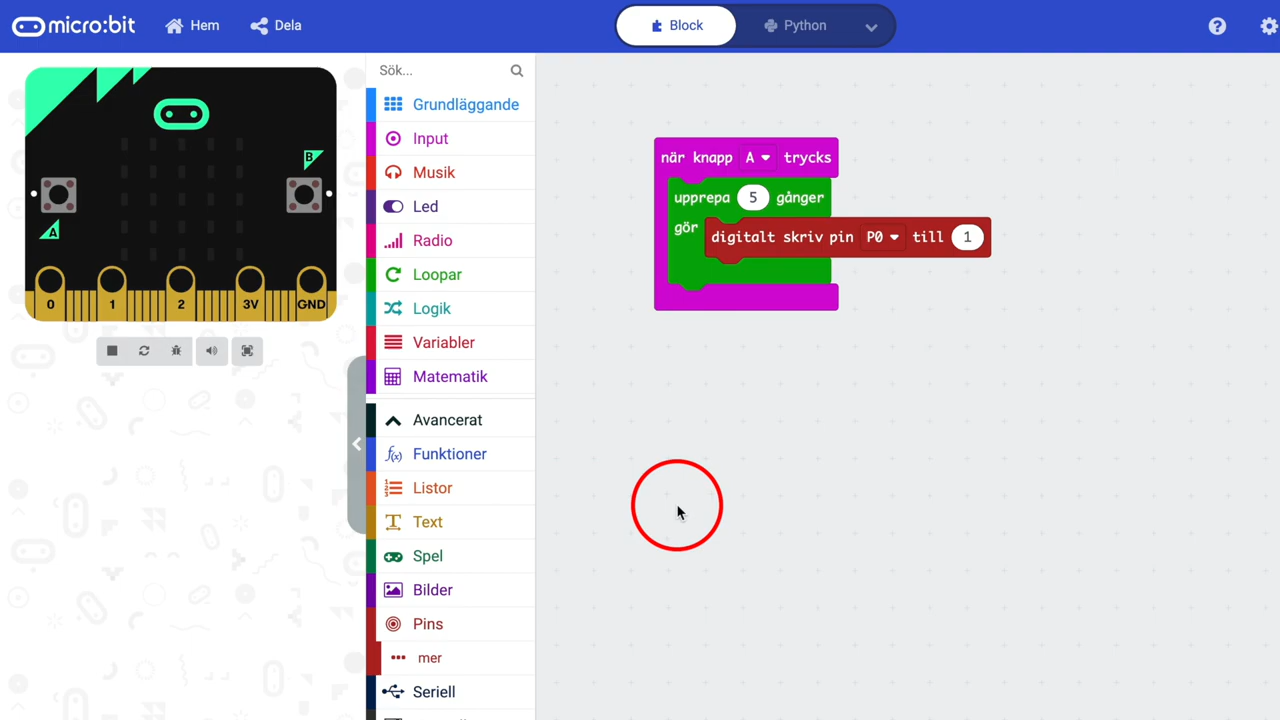 micro:bit Hem Dela Block Python ?
Sök...
Grundläggande
Input
Musik
Led
Radio
Loopar
Logik
Variabler
Matematik
Avancerat
Funktioner
Listor
Text
Spel
Bilder
Pins
mer
Seriell
B
A
0 1 2 3V GND
när knapp A trycks
upprepa 5 gånger
gör digitalt skriv pin P0 till 1